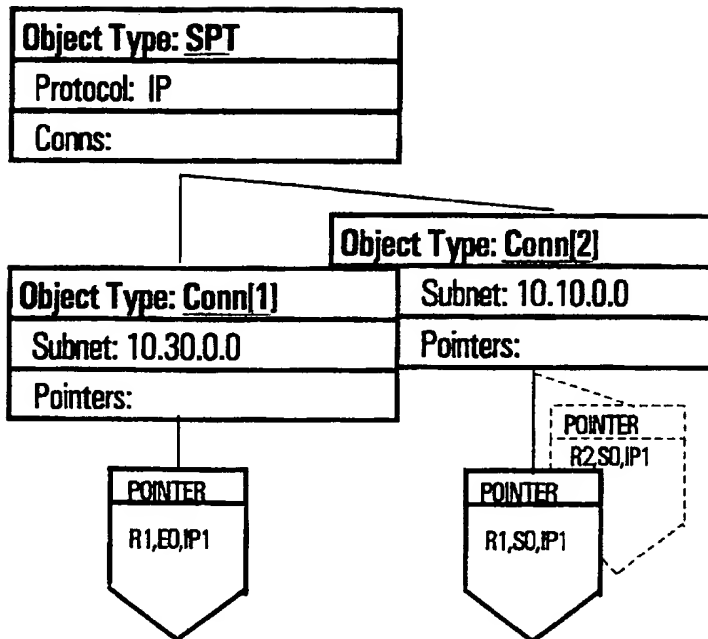 Object Type: SPT
Protocol: IP
Conns:
Object Type: Conn[2]
Subnet: 10.10.0.0
Pointers:
Object Type: Conn[1]
Subnet: 10.30.0.0
Pointers:
POINTER
R1,E0,IP1
POINTER
R1,S0,IP1
POINTER
R2,S0,IP1